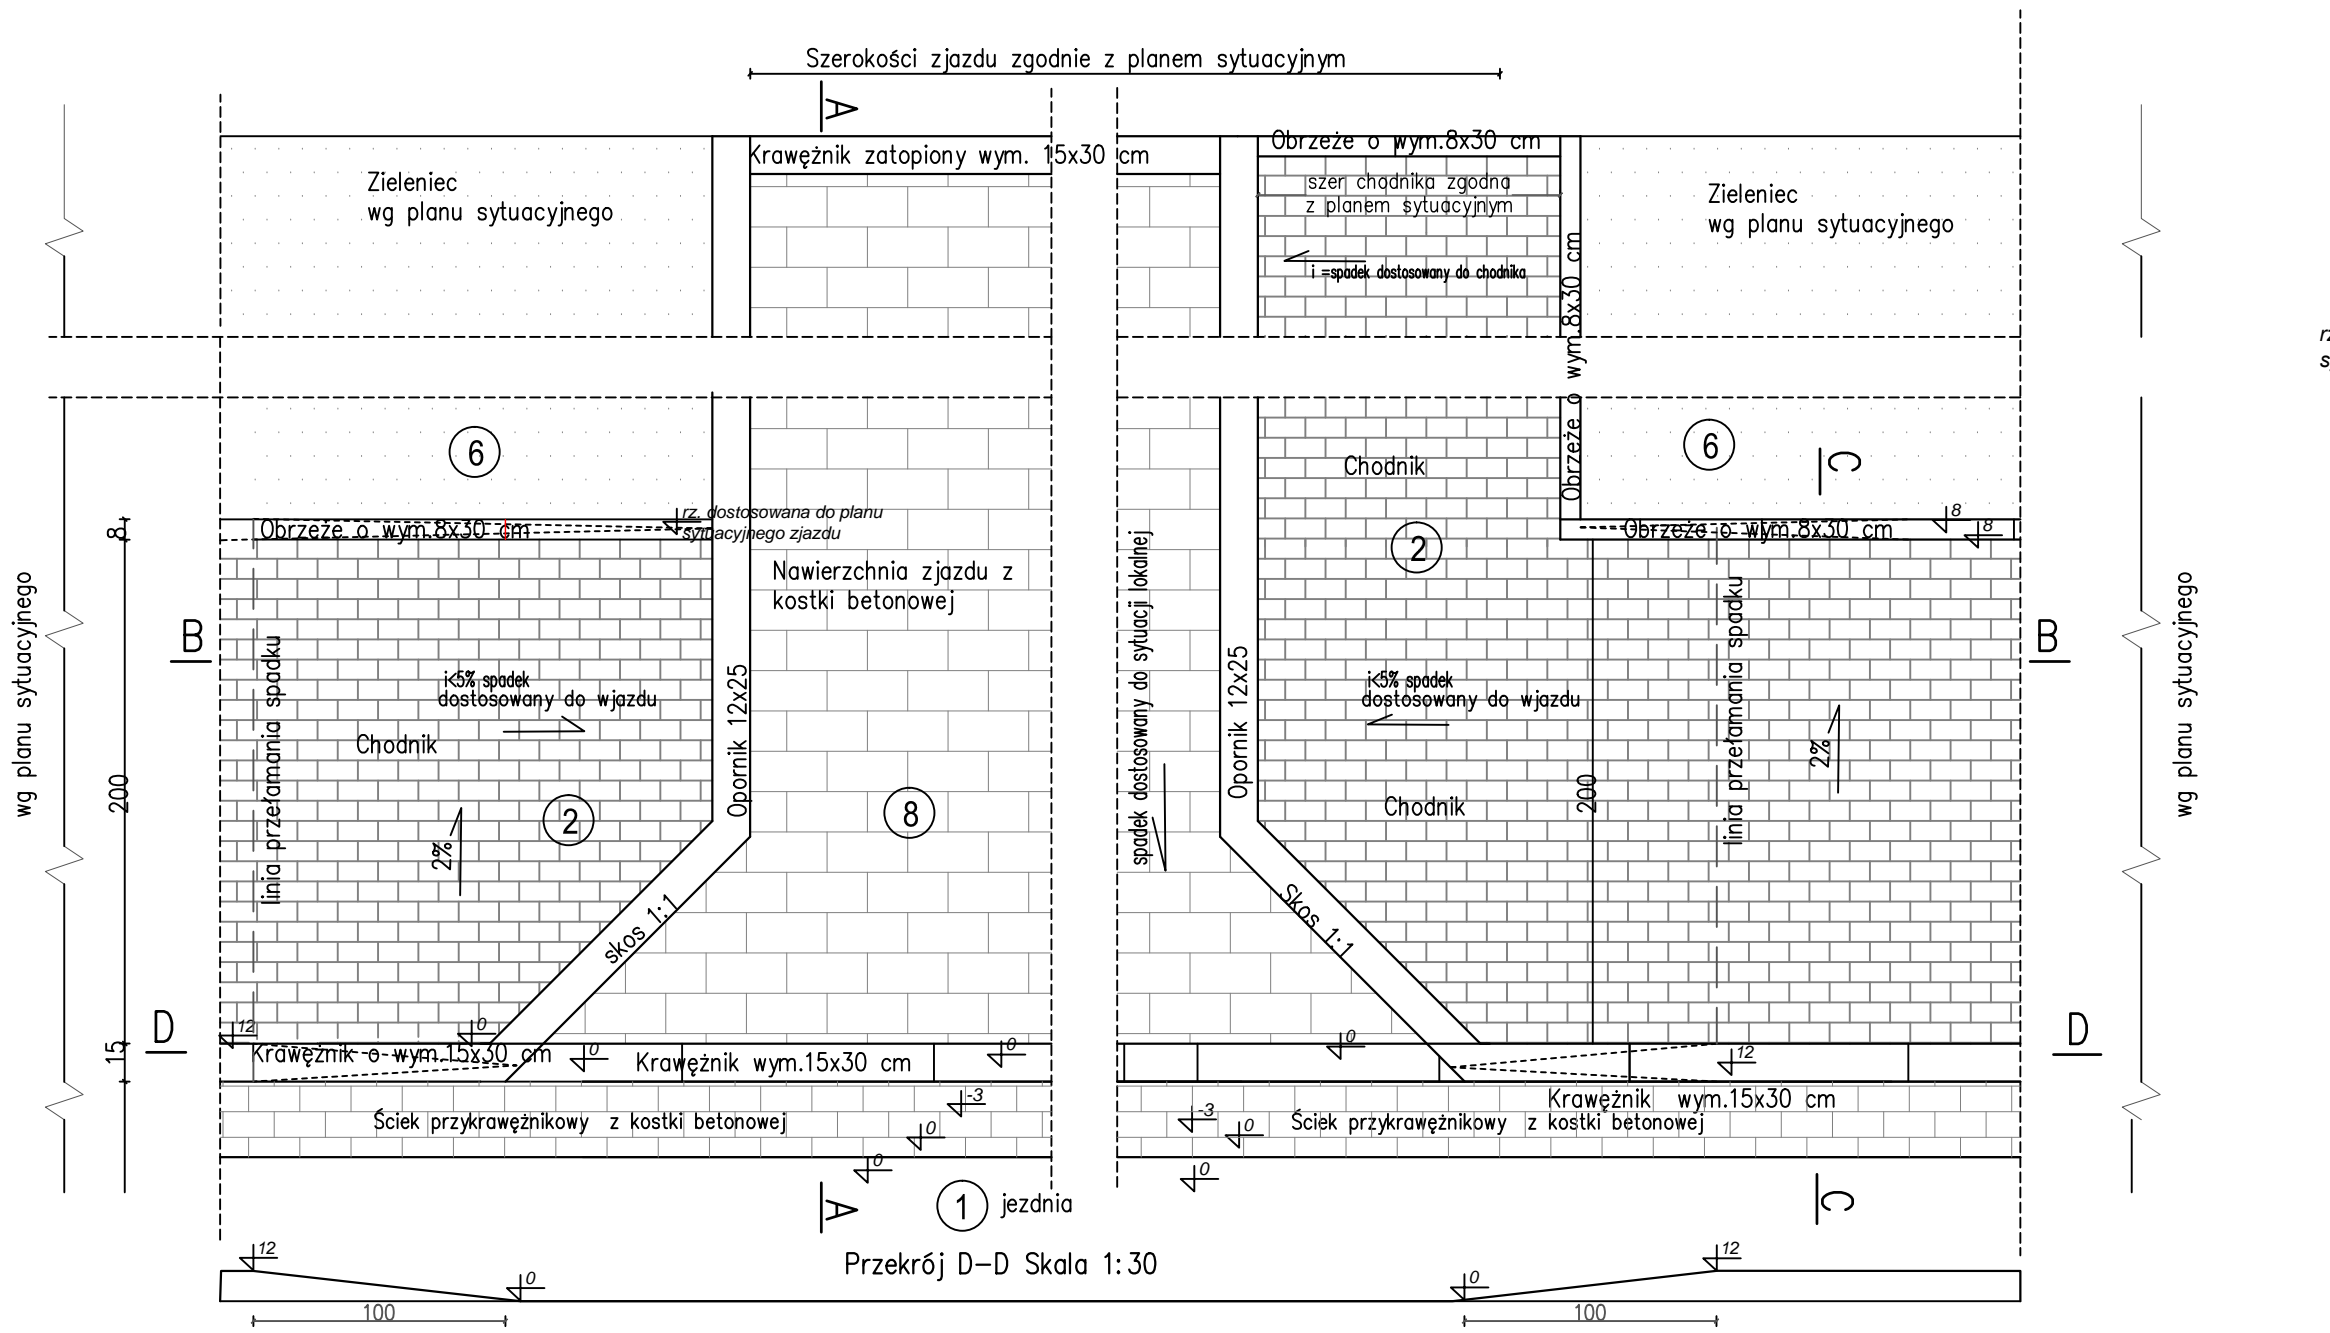 Szerokości zjazdu zgodnie z planem sytuacyjnym
A
Krawężnik zatopiony wym. 15x30 cm
Obrzeże o wym.8x30 cm
Zieleniec
wg planu sytuacyjnego
szer chodnika zgodna
z planem sytuacyjnym
Zieleniec
wg planu sytuacyjnego
i =spadek dostosowany do chodnika
Obrzeże o wym.8x30 cm
6
Chodnik
6
C
8
Obrzeże o wym.8x30 cm
rz. dostosowana do planu
sytuacyjnego zjazdu
2
Obrzeże o wym.8x30 cm
8
8
Nawierzchnia zjazdu z
kostki betonowej
wg planu sytuacyjnego
B
linia przełamania spadku
i<5% spadek
dostosowany do wjazdu
Chodnik
2%
2
200
Opornik 12x25
8
spadek dostosowany do sytuacji lokalnej
Opornik 12x25
i<5% spadek
dostosowany do wjazdu
Chodnik
200
linia przełamania spadku
2%
B
wg planu sytuacyjnego
skos 1:1
Skos 1:1
D
15
12
0
Krawężnik o wym.15x30 cm
0
Krawężnik wym.15x30 cm
0
0
12
D
-3
Ściek przykrawężnikowy z kostki betonowej
0
0
-3
0
Krawężnik wym.15x30 cm
Ściek przykrawężnikowy z kostki betonowej
0
A
1
jezdnia
C
Przekrój D-D Skala 1:30
12
0
0
12
100
100